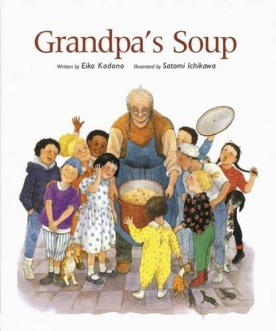 Grandpa's Soup
Written by Eiko Kadono Illustrated by Satomi Ichikawa